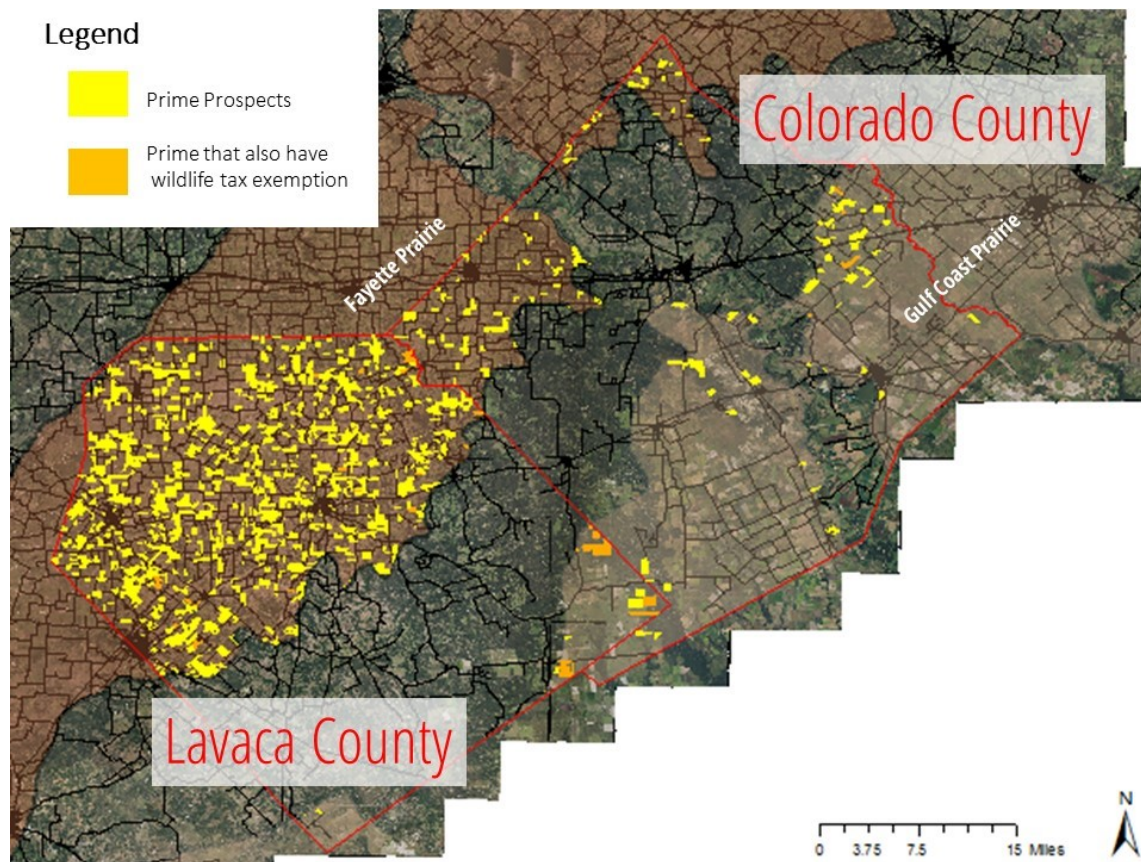 Legend
Prime Prospects
Prime that also have
wildlife tax exemption
Colorado County
Fayette Prairie
Gulf Coast Prairie
Lavaca County
N
0 3.75 7.5 15 Miles